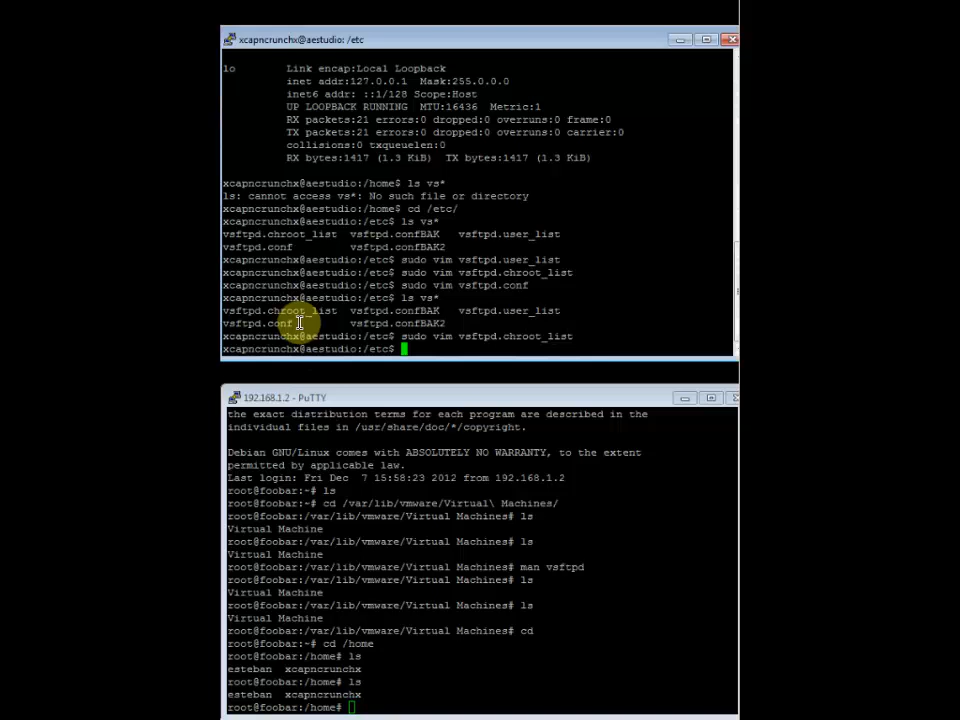 xcapncrunchx@aestudio: /etc
lo Link encap:Local Loopback
inet addr:127.0.0.1 Mask:255.0.0.0
inet6 addr: ::1/128 Scope:Host
UP LOOPBACK RUNNING MTU:16436 Metric:1
RX packets:21 errors:0 dropped:0 overruns:0 frame:0
TX packets:21 errors:0 dropped:0 overruns:0 carrier:0
collisions:0 txqueuelen:0
RX bytes:1417 (1.3 KiB) TX bytes:1417 (1.3 KiB)
xcapncrunchx@aestudio:/home$ ls vs*
ls: cannot access vs*: No such file or directory
xcapncrunchx@aestudio:/home$ cd /etc/
xcapncrunchx@aestudio:/etc$ ls vs*
vsftpd.chroot_list vsftpd.confBAK vsftpd.user_list
vsftpd.conf vsftpd.confBAK2
xcapncrunchx@aestudio:/etc$ sudo vim vsftpd.user_list
xcapncrunchx@aestudio:/etc$ sudo vim vsftpd.chroot_list
xcapncrunchx@aestudio:/etc$ sudo vim vsftpd.conf
xcapncrunchx@aestudio:/etc$ ls vs*
vsftpd.chroot_list vsftpd.confBAK vsftpd.user_list
vsftpd.conf vsftpd.confBAK2
xcapncrunchx@aestudio:/etc$ sudo vim vsftpd.chroot_list
xcapncrunchx@aestudio:/etc$
192.168.1.2 - PuTTY
the exact distribution terms for each program are described in the
individual files in /usr/share/doc/*/copyright.
Debian GNU/Linux comes with ABSOLUTELY NO WARRANTY, to the extent
permitted by applicable law.
Last login: Fri Dec 7 15:58:23 2012 from 192.168.1.2
root@foobar:~# ls
root@foobar:~# cd /var/lib/vmware/Virtual\ Machines/
root@foobar:/var/lib/vmware/Virtual Machines# ls
Virtual Machine
root@foobar:/var/lib/vmware/Virtual Machines# ls
Virtual Machine
root@foobar:/var/lib/vmware/Virtual Machines# man vsftpd
root@foobar:/var/lib/vmware/Virtual Machines# ls
Virtual Machine
root@foobar:/var/lib/vmware/Virtual Machines# ls
Virtual Machine
root@foobar:/var/lib/vmware/Virtual Machines# cd
root@foobar:~# cd /home
root@foobar:/home# ls
esteban xcapncrunchx
root@foobar:/home# ls
esteban xcapncrunchx
root@foobar:/home#